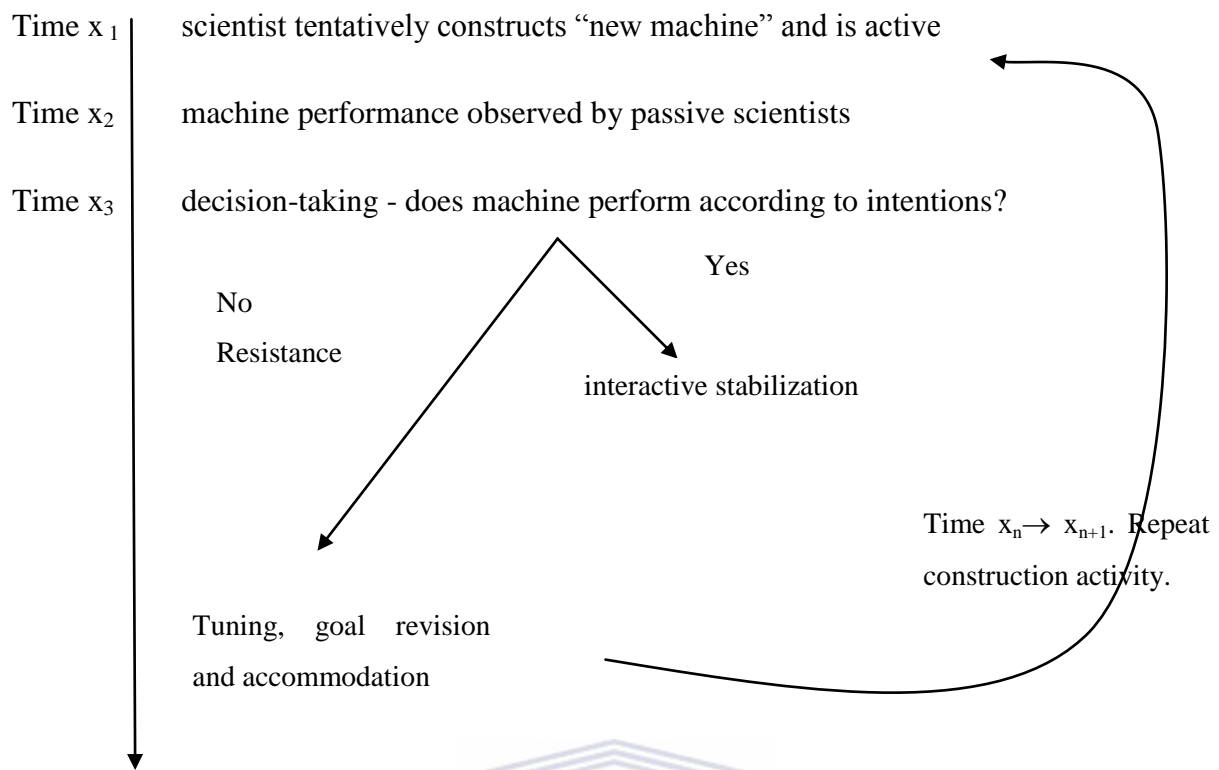 Time x₁ scientist tentatively constructs “new machine” and is active
Time x₂ machine performance observed by passive scientists
Time x₃ decision-taking - does machine perform according to intentions?
Yes
No
Resistance
interactive stabilization
Time xₙ→ xₙ₊₁. Repeat
construction activity.
Tuning, goal revision
and accommodation